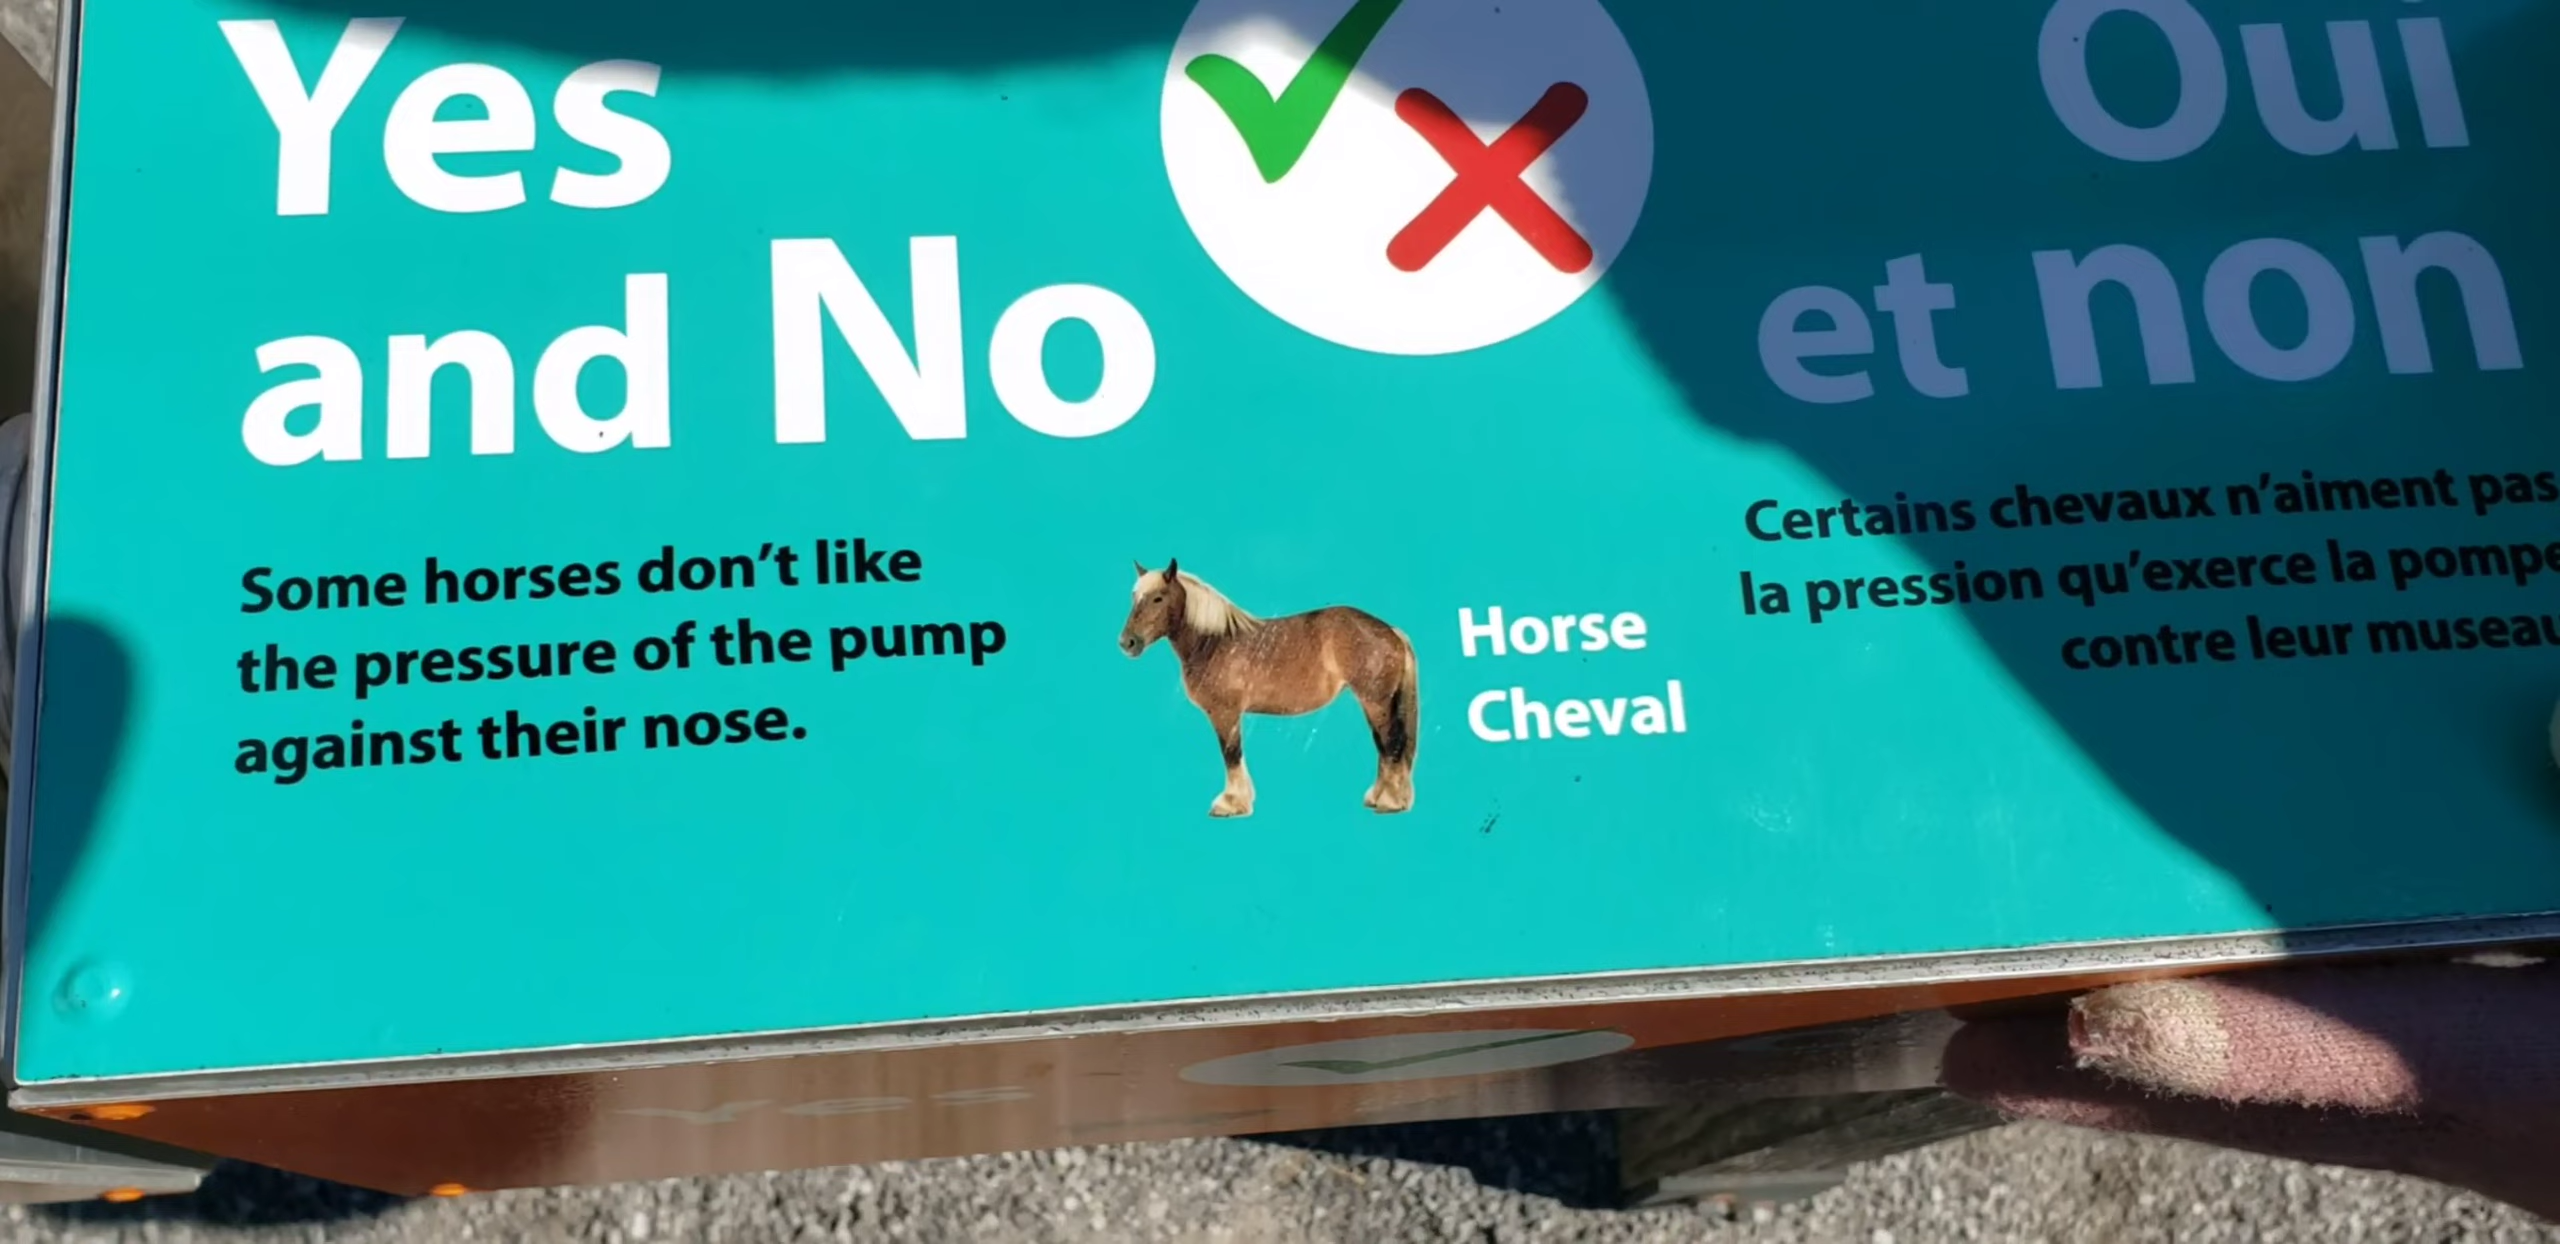 Yes
and No
Some horses don't like
the pressure of the pump
against their nose.
Horse
Cheval
Oui
et non
Certains chevaux n'aiment pas
la pression qu'exerce la pompe
contre leur museau
Yes